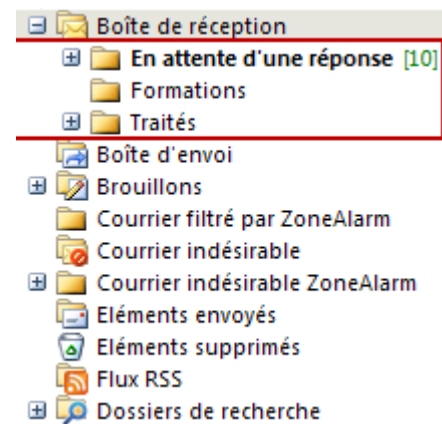 Boîte de réception
En attente d'une réponse [10]
Formations
Traités
Boîte d'envoi
Brouillons
Courrier filtré par ZoneAlarm
Courrier indésirable
Courrier indésirable ZoneAlarm
Eléments envoyés
Eléments supprimés
Flux RSS
Dossiers de recherche